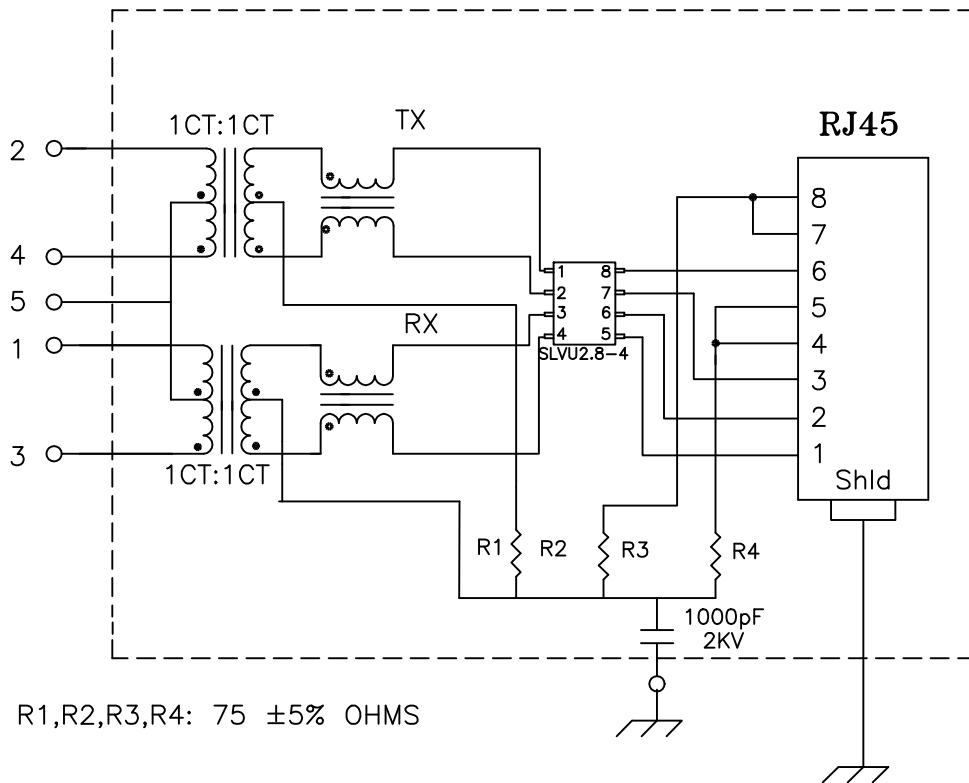 1CT:1CT
TX
RJ45
2
4
5
1
3
RX
1CT:1CT
1
2
3
4
8
7
6
5
SLVU2.8-4
8
7
6
5
4
3
2
1
Shld
R1
R2
R3
R4
1000pF
2KV
R1,R2,R3,R4: 75 ±5% OHMS